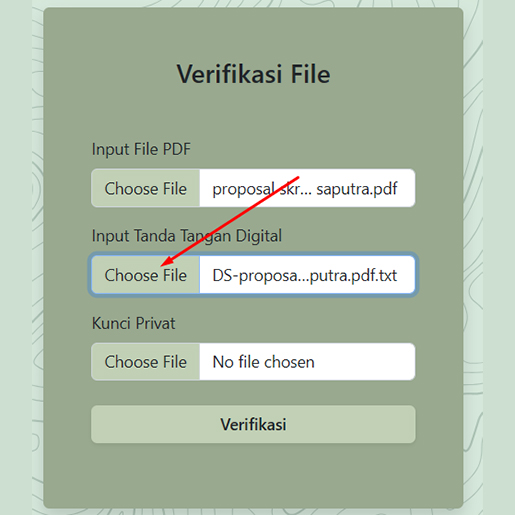 Verifikasi File
Input File PDF
Choose File proposal skr... saputra.pdf
Input Tanda Tangan Digital
Choose File DS-proposa...putra.pdf.txt
Kunci Privat
Choose File No file chosen
Verifikasi